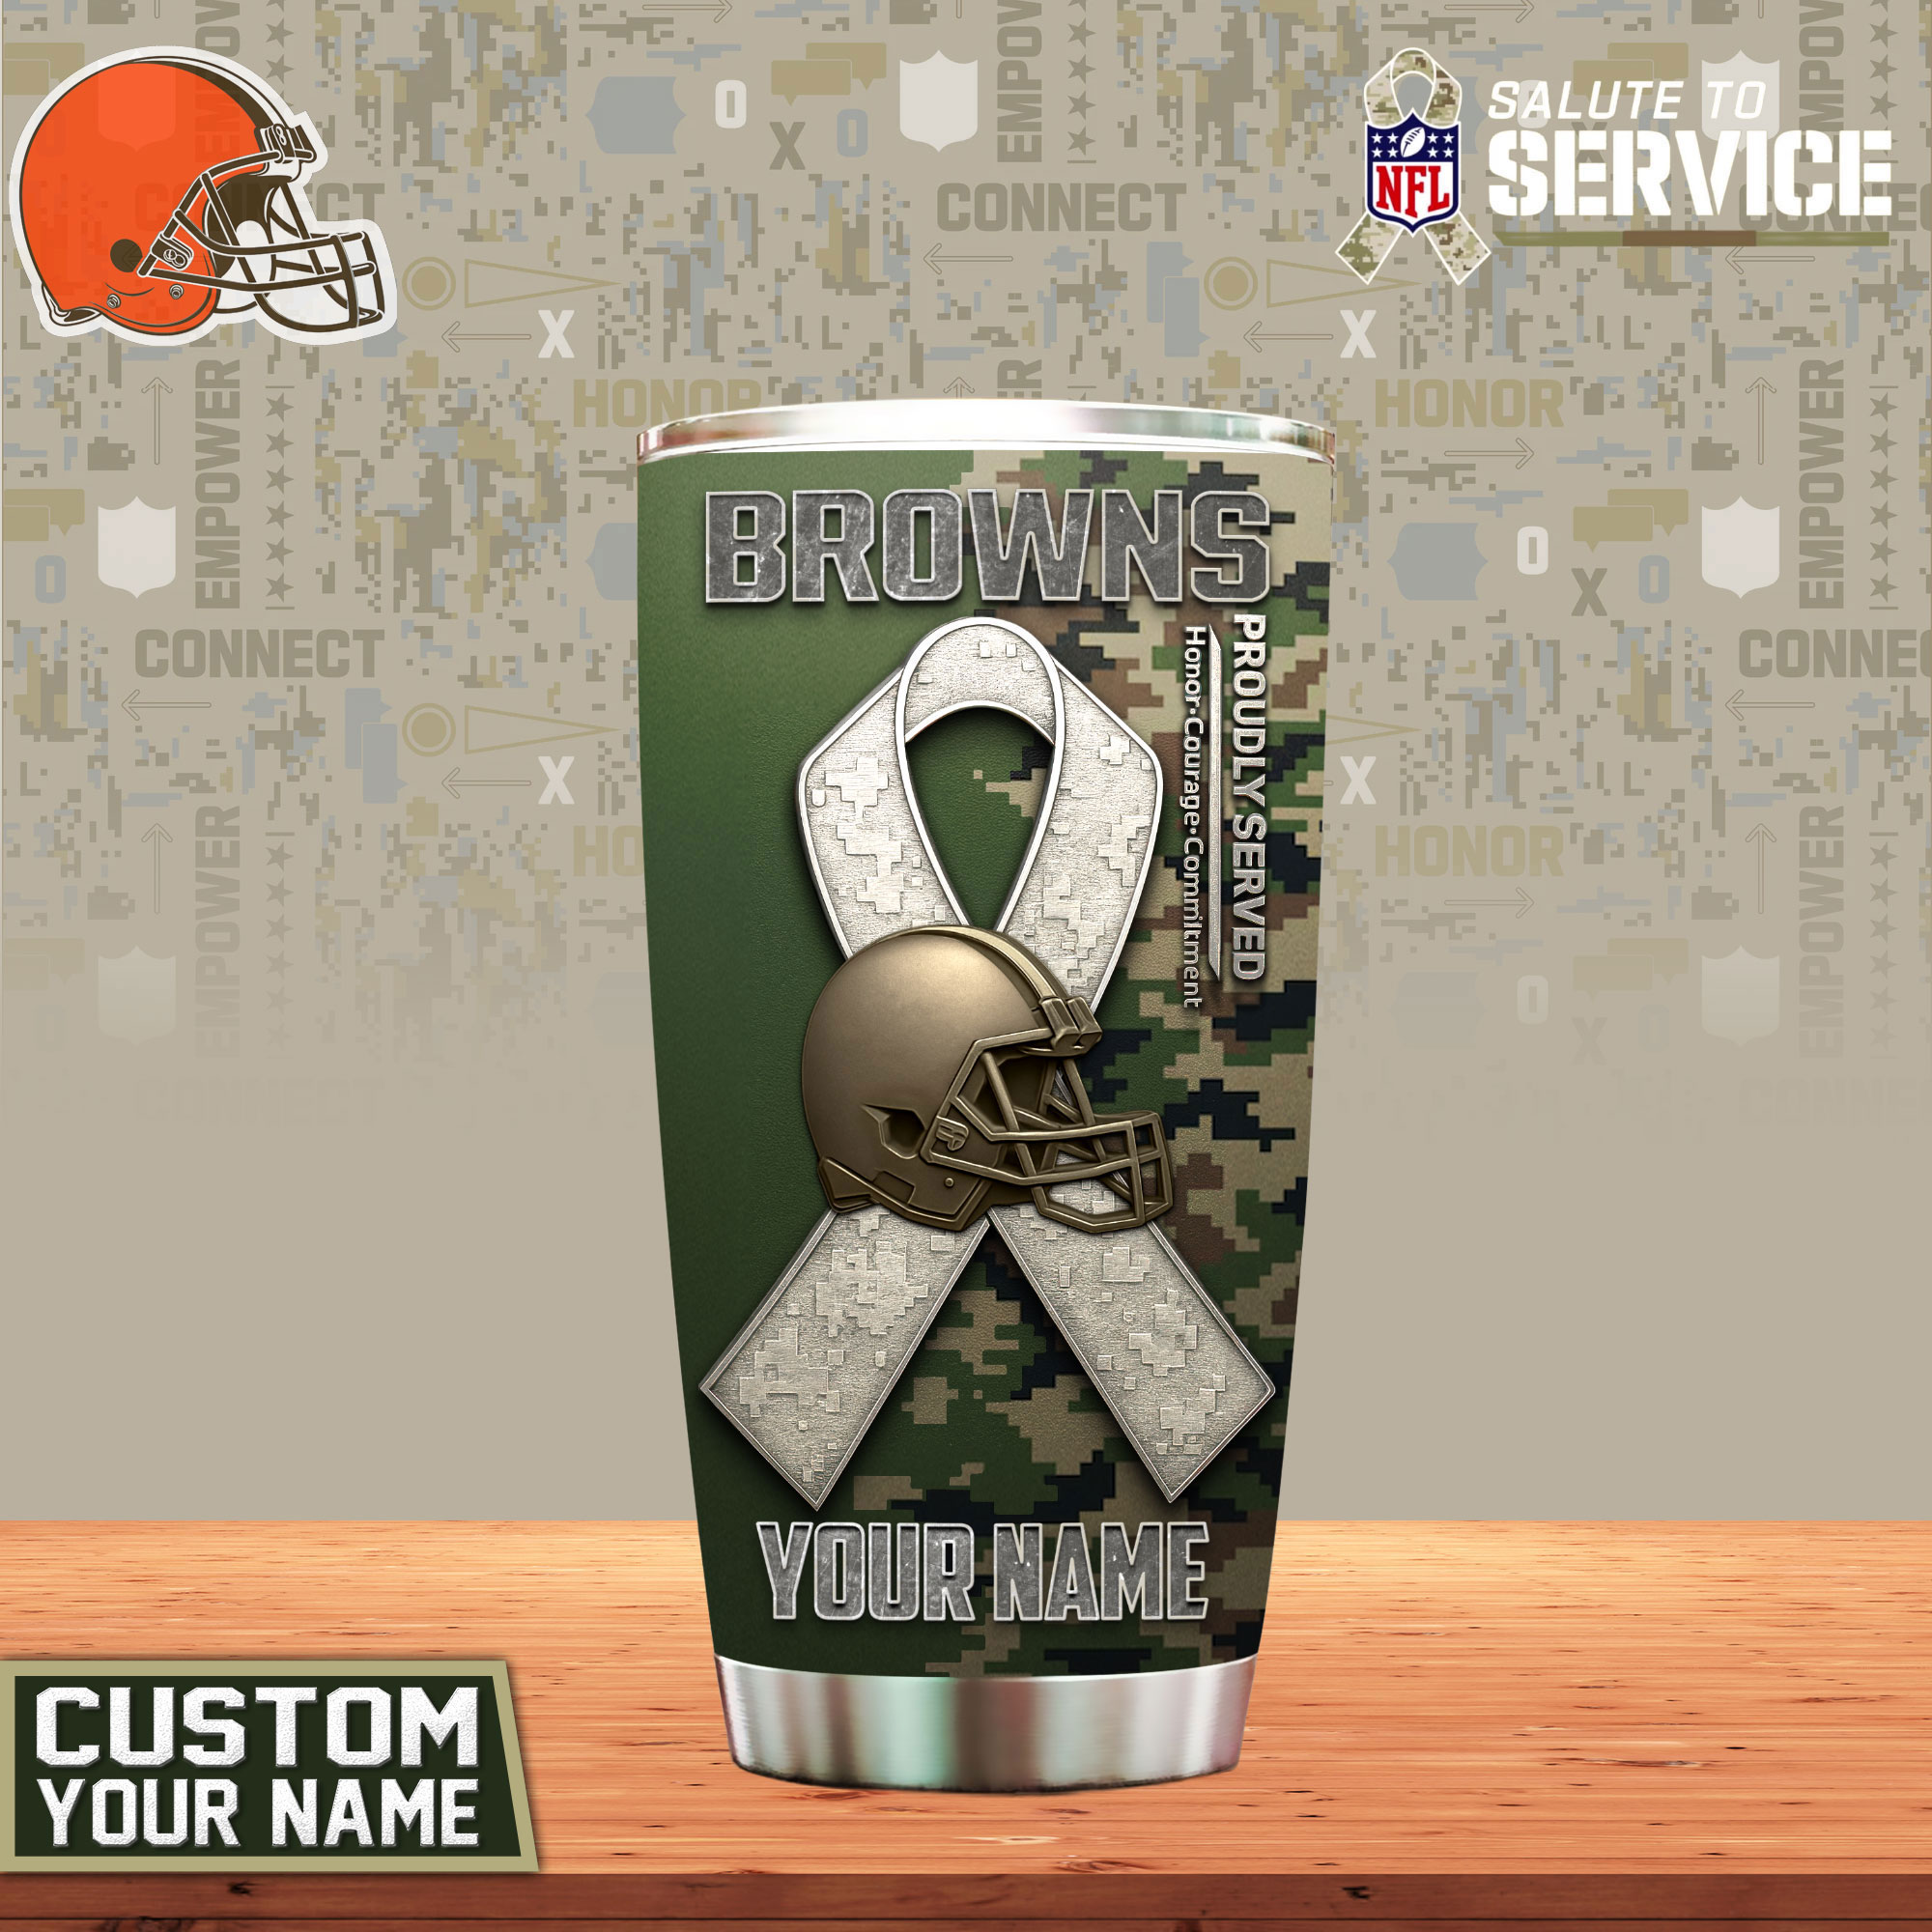 SALUTE TO
SERVICE
NFL
EMPOWER
CONNECT
HONOR
X
O
BROWNS
PROUDLY SERVED
Honor•Courage•Commitment
YOUR NAME
CUSTOM
YOUR NAME